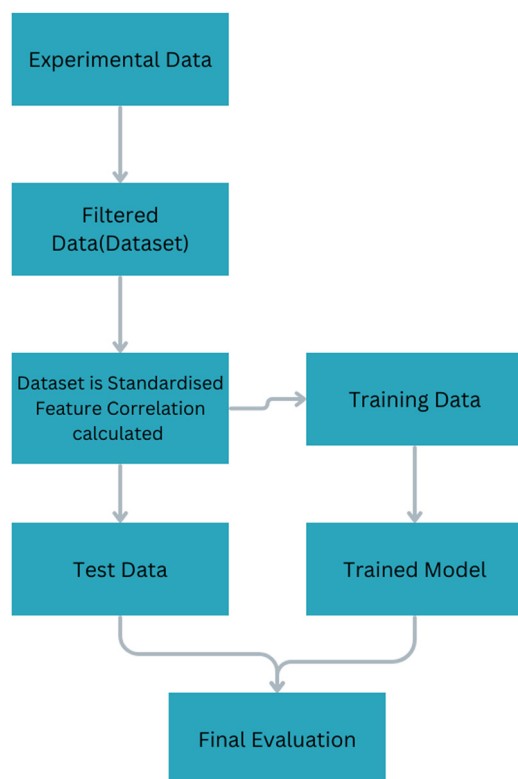 Experimental Data
Filtered
Data(Dataset)
Dataset is Standardised
Feature Correlation
calculated
Training Data
Test Data
Trained Model
Final Evaluation